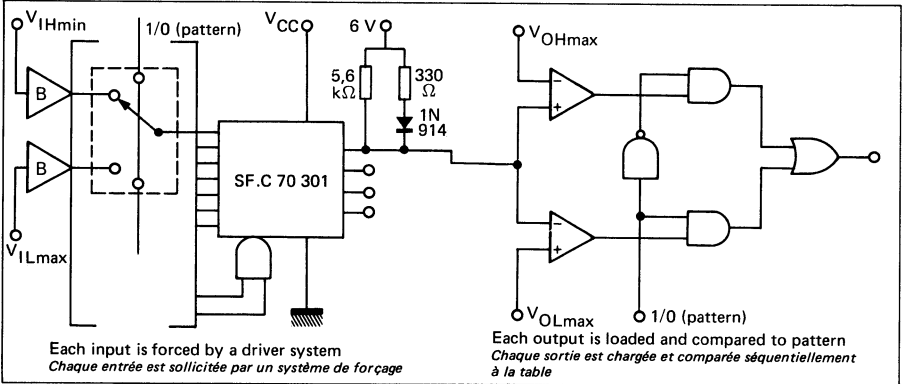 V_IHmin
1/0 (pattern)
V_CC
6 V
V_OHmax
5,6 kΩ
330 Ω
1N 914
B
B
SF.C 70 301
V_ILmax
V_OLmax
1/0 (pattern)
−
+
−
+
Each input is forced by a driver system
Chaque entrée est sollicitée par un système de forçage
Each output is loaded and compared to pattern
Chaque sortie est chargée et comparée séquentiellement
à la table